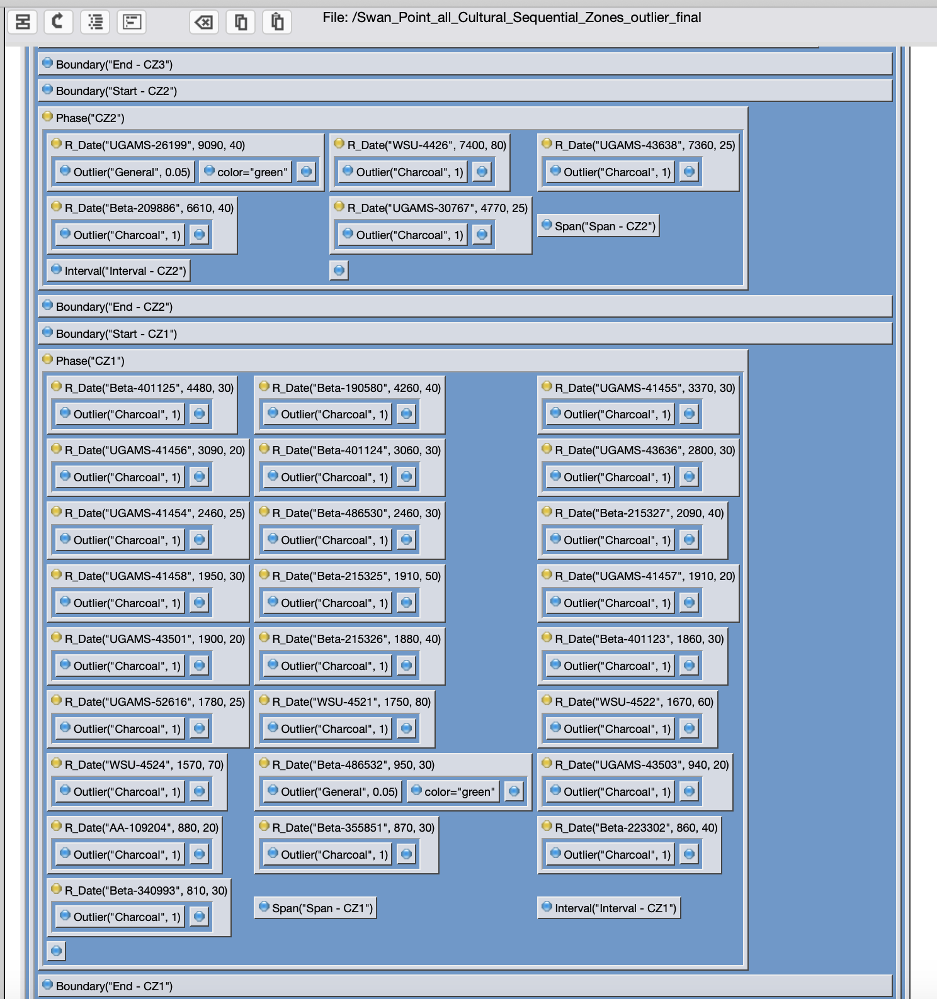 File: /Swan_Point_all_Cultural_Sequential_Zones_outlier_final
Boundary("End - CZ3")
Boundary("Start - CZ2")
Phase("CZ2")
R_Date("UGAMS-26199", 9090, 40) R_Date("WSU-4426", 7400, 80) R_Date("UGAMS-43638", 7360, 25)
Outlier("General", 0.05) color="green" Outlier("Charcoal", 1) Outlier("Charcoal", 1)
R_Date("Beta-209886", 6610, 40) R_Date("UGAMS-30767", 4770, 25)
Span("Span - CZ2")
Outlier("Charcoal", 1) Outlier("Charcoal", 1)
Interval("Interval - CZ2")
Boundary("End - CZ2")
Boundary("Start - CZ1")
Phase("CZ1")
R_Date("Beta-401125", 4480, 30) R_Date("Beta-190580", 4260, 40) R_Date("UGAMS-41455", 3370, 30)
Outlier("Charcoal", 1) Outlier("Charcoal", 1) Outlier("Charcoal", 1)
R_Date("UGAMS-41456", 3090, 20) R_Date("Beta-401124", 3060, 30) R_Date("UGAMS-43636", 2800, 30)
Outlier("Charcoal", 1) Outlier("Charcoal", 1) Outlier("Charcoal", 1)
R_Date("UGAMS-41454", 2460, 25) R_Date("Beta-486530", 2460, 30) R_Date("Beta-215327", 2090, 40)
Outlier("Charcoal", 1) Outlier("Charcoal", 1) Outlier("Charcoal", 1)
R_Date("UGAMS-41458", 1950, 30) R_Date("Beta-215325", 1910, 50) R_Date("UGAMS-41457", 1910, 20)
Outlier("Charcoal", 1) Outlier("Charcoal", 1) Outlier("Charcoal", 1)
R_Date("UGAMS-43501", 1900, 20) R_Date("Beta-215326", 1880, 40) R_Date("Beta-401123", 1860, 30)
Outlier("Charcoal", 1) Outlier("Charcoal", 1) Outlier("Charcoal", 1)
R_Date("UGAMS-52616", 1780, 25) R_Date("WSU-4521", 1750, 80) R_Date("WSU-4522", 1670, 60)
Outlier("Charcoal", 1) Outlier("Charcoal", 1) Outlier("Charcoal", 1)
R_Date("WSU-4524", 1570, 70) R_Date("Beta-486532", 950, 30) R_Date("UGAMS-43503", 940, 20)
Outlier("Charcoal", 1) Outlier("General", 0.05) color="green" Outlier("Charcoal", 1)
R_Date("AA-109204", 880, 20) R_Date("Beta-355851", 870, 30) R_Date("Beta-223302", 860, 40)
Outlier("Charcoal", 1) Outlier("Charcoal", 1) Outlier("Charcoal", 1)
R_Date("Beta-340993", 810, 30)
Span("Span - CZ1") Interval("Interval - CZ1")
Outlier("Charcoal", 1)
Boundary("End - CZ1")